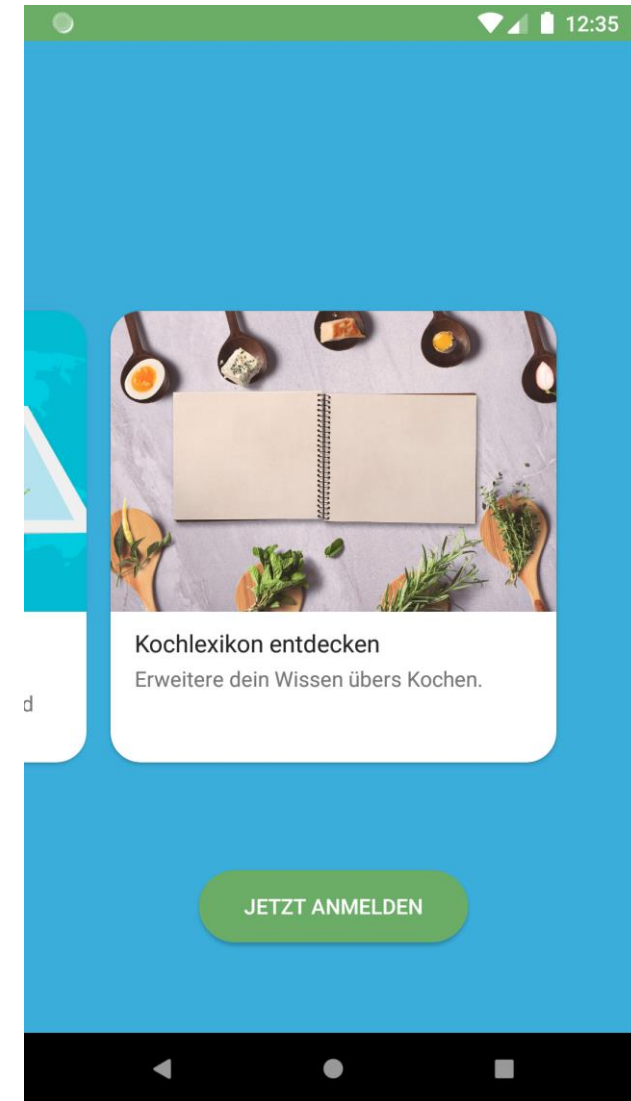 12:35
Kochlexikon entdecken
Erweitere dein Wissen übers Kochen.
d
JETZT ANMELDEN